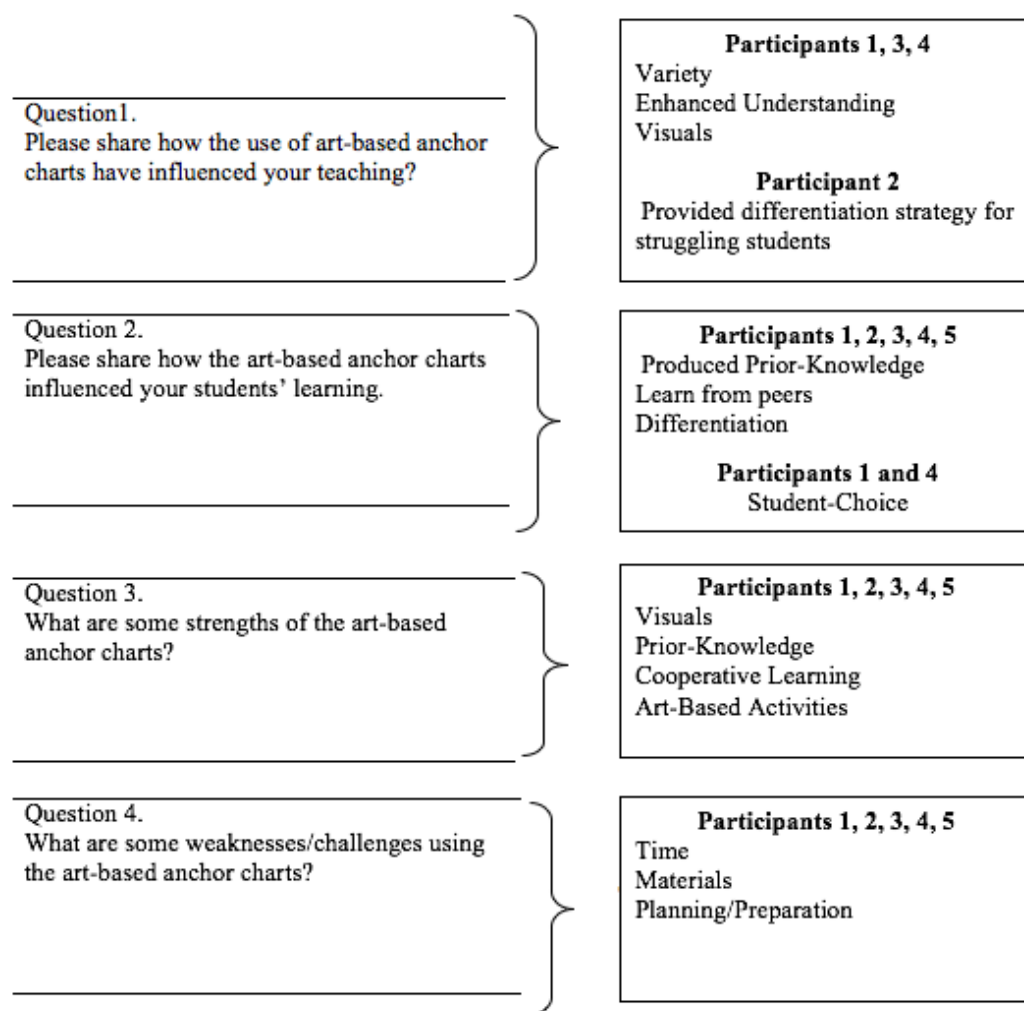 Question1.
Please share how the use of art-based anchor
charts have influenced your teaching?
Participants 1, 3, 4
Variety
Enhanced Understanding
Visuals
Participant 2
Provided differentiation strategy for
struggling students
Question 2.
Please share how the art-based anchor charts
influenced your students’ learning.
Participants 1, 2, 3, 4, 5
Produced Prior-Knowledge
Learn from peers
Differentiation
Participants 1 and 4
Student-Choice
Question 3.
What are some strengths of the art-based
anchor charts?
Participants 1, 2, 3, 4, 5
Visuals
Prior-Knowledge
Cooperative Learning
Art-Based Activities
Question 4.
What are some weaknesses/challenges using
the art-based anchor charts?
Participants 1, 2, 3, 4, 5
Time
Materials
Planning/Preparation